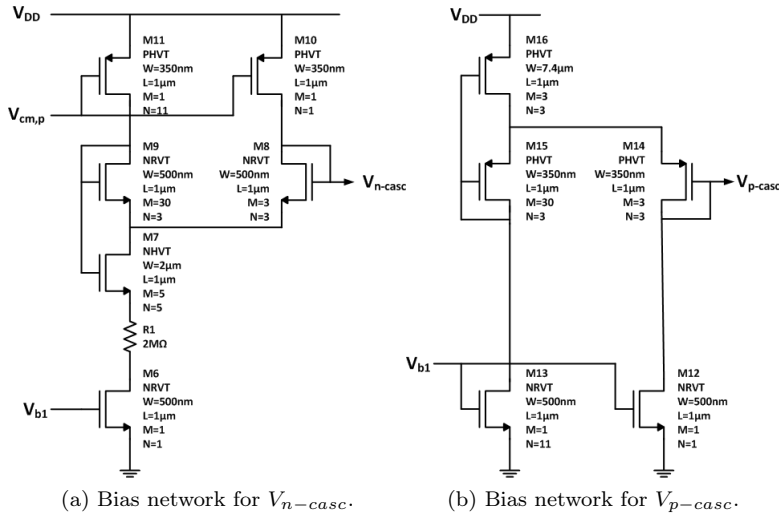 V_DD
M11
PHVT
W=350nm
L=1μm
M=1
N=11
M10
PHVT
W=350nm
L=1μm
M=1
N=1
V_cm,p
M9
NRVT
W=500nm
L=1μm
M=30
N=3
M8
NRVT
W=500nm
L=1μm
M=3
N=3
V_n-casc
M7
NHVT
W=2μm
L=1μm
M=5
N=5
R1
2MΩ
V_b1
M6
NRVT
W=500nm
L=1μm
M=1
N=1
(a) Bias network for V_{n-casc}.
V_DD
M16
PHVT
W=7.4μm
L=1μm
M=3
N=3
M15
PHVT
W=350nm
L=1μm
M=30
N=3
M14
PHVT
W=350nm
L=1μm
M=3
N=3
V_p-casc
V_b1
M13
NRVT
W=500nm
L=1μm
M=1
N=11
M12
NRVT
W=500nm
L=1μm
M=1
N=1
(b) Bias network for V_{p-casc}.